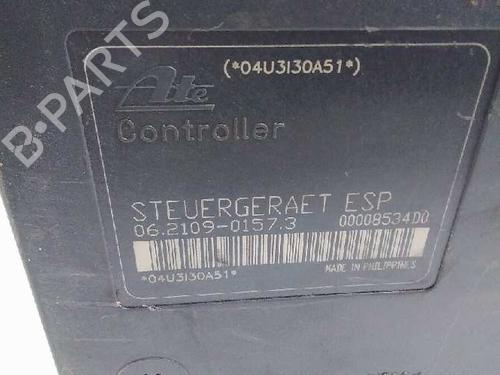 (*04U3I30A51*)
Ate
Controller
STEUERGERAET ESP
06.2109-0157.3 00008534D0
*04U3I30A51*
MADE IN PHILIPPINES
B-PARTS